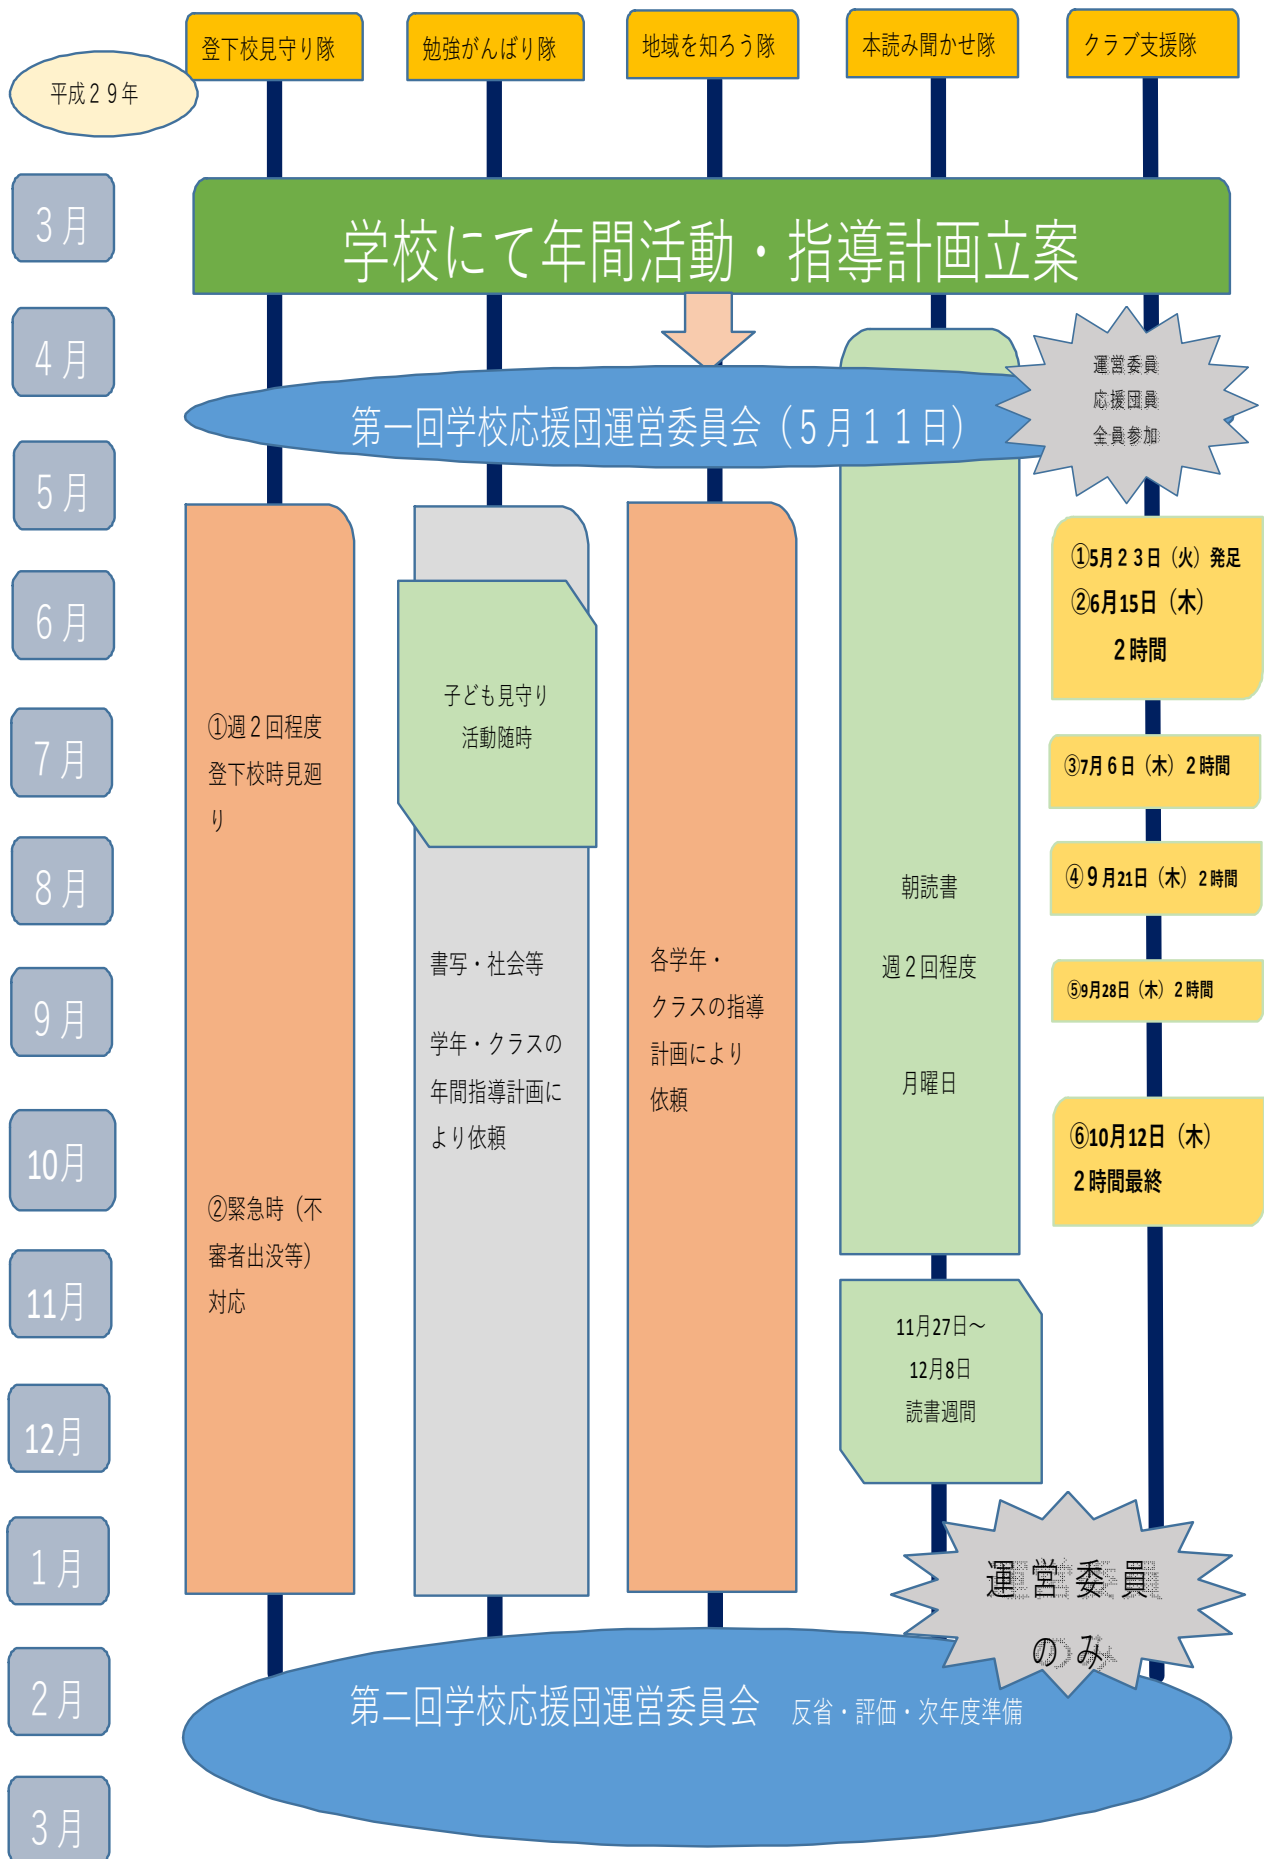 登下校見守り隊
勉強がんばり隊
地域を知ろう隊
本読み聞かせ隊
クラブ支援隊
平成２９年
３月
学校にて年間活動・指導計画立案
４月
運営委員
応援団員
全員参加
第一回学校応援団運営委員会（５月１１日）
５月
６月
７月
８月
９月
10月
11月
12月
１月
２月
３月
①週２回程度
登下校時見廻
り
②緊急時（不
審者出没等）
対応
子ども見守り
活動随時
書写・社会等
学年・クラスの
年間指導計画に
より依頼
各学年・
クラスの指導
計画により
依頼
朝読書
週２回程度
月曜日
11月27日～
12月8日
読書週間
①5月２３日（火）発足
②6月15日（木）
２時間
③7月６日（木）２時間
④９月21日（木）２時間
⑤9月28日（木）２時間
⑥10月12日（木）
２時間最終
運営委員
のみ
第二回学校応援団運営委員会　反省・評価・次年度準備